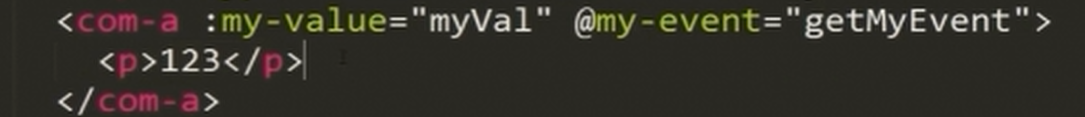 <com-a :my-value="myVal" @my-event="getMyEvent">
<p>123</p>
</com-a>